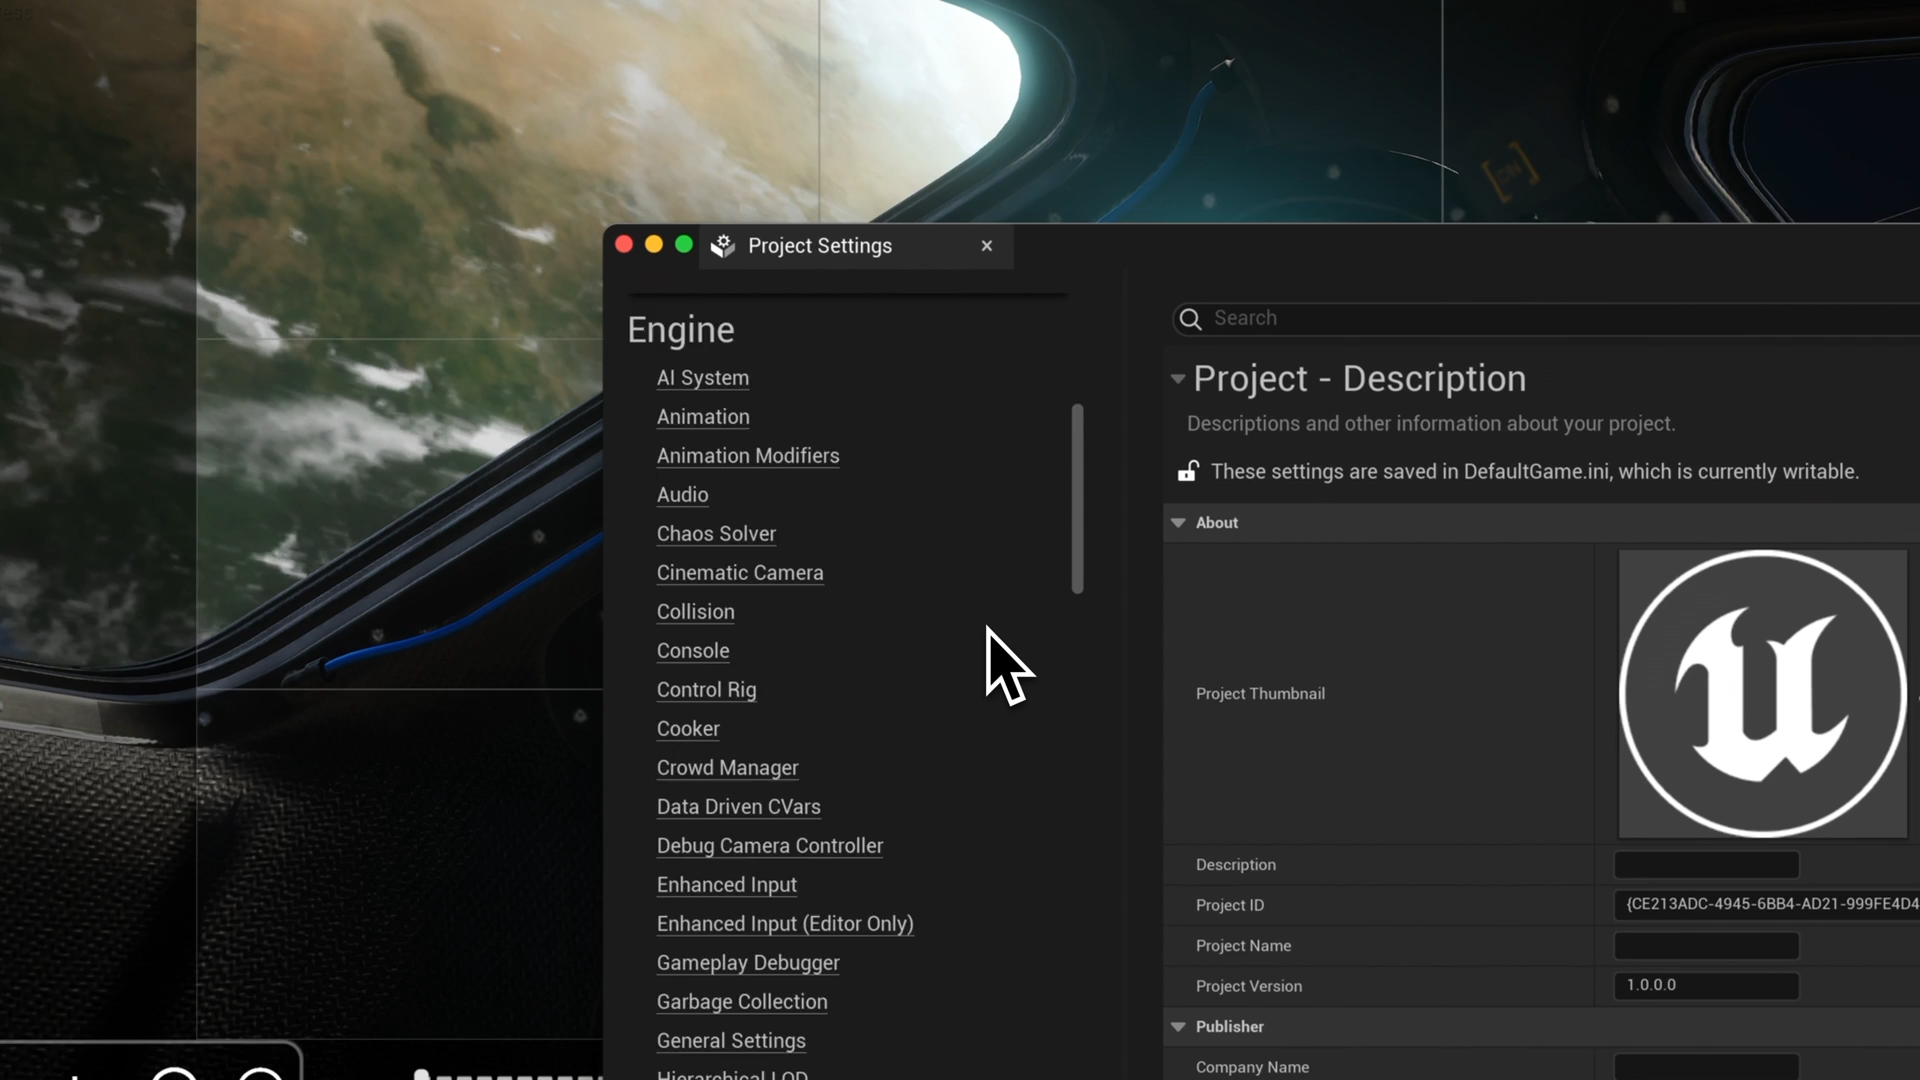 Project Settings
Engine
AI System
Animation
Animation Modifiers
Audio
Chaos Solver
Cinematic Camera
Collision
Console
Control Rig
Cooker
Crowd Manager
Data Driven CVars
Debug Camera Controller
Enhanced Input
Enhanced Input (Editor Only)
Gameplay Debugger
Garbage Collection
General Settings
Hierarchical LOD
Search
Project - Description
Descriptions and other information about your project.
These settings are saved in DefaultGame.ini, which is currently writable.
About
Project Thumbnail
Description
Project ID
{CE213ADC-4945-6BB4-AD21-999FE4D4
Project Name
Project Version
1.0.0.0
Publisher
Company Name